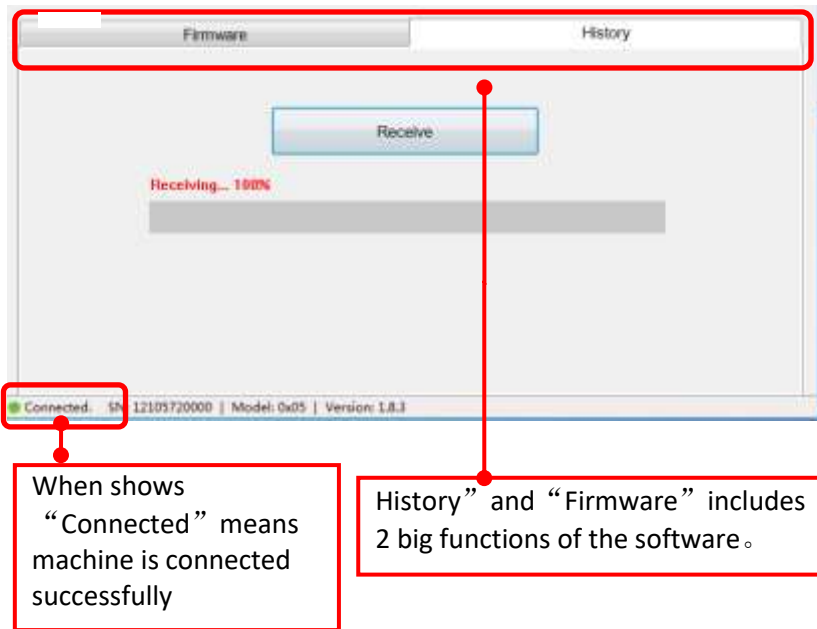 Firmware History
Receive
Receiving... 100%
Connected. SN: 12105720000 | Model: 0x05 | Version: 1.8.3
When shows
“Connected” means
machine is connected
successfully
History” and “Firmware” includes
2 big functions of the software。